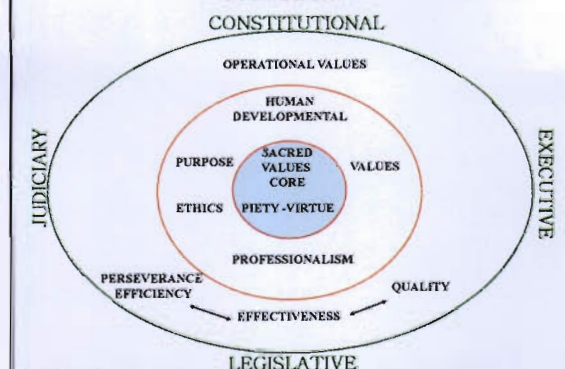 CONSTITUTIONAL
OPERATIONAL VALUES
HUMAN
DEVELOPMENTAL
SACRED
VALUES
CORE
PURPOSE
VALUES
ETHICS
PIETY-VIRTUE
PROFESSIONALISM
PERSEVERANCE
EFFICIENCY
QUALITY
EFFECTIVENESS
JUDICIARY
EXECUTIVE
LEGISLATIVE